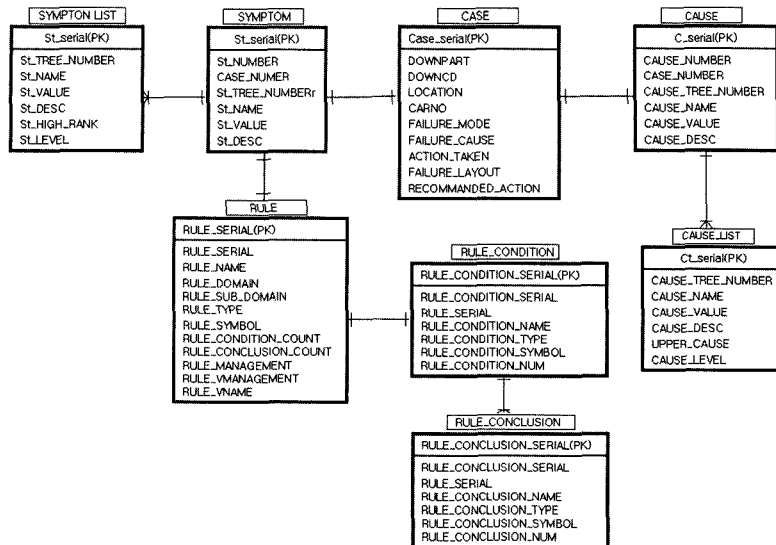 SYMPTON LIST
St_serial(PK)
St_TREE_NUMBER
St_NAME
St_VALUE
St_DESC
St_HIGH_RANK
St_LEVEL
SYMPTOM
St_serial(PK)
St_NUMBER
CASE_NUMER
St_TREE_NUMBERr
St_NAME
St_VALUE
St_DESC
CASE
Case_serial(PK)
DOWNPART
DOWNCD
LOCATION
CARNO
FAILURE_MODE
FAILURE_CAUSE
ACTION_TAKEN
FAILURE_LAYOUT
RECOMMANDED_ACTION
CAUSE
C_serial(PK)
CAUSE_NUMBER
CASE_NUMBER
CAUSE_TREE_NUMBER
CAUSE_NAME
CAUSE_VALUE
CAUSE_DESC
RULE
RULE_SERIAL(PK)
RULE_SERIAL
RULE_NAME
RULE_DOMAIN
RULE_SUB_DOMAIN
RULE_TYPE
RULE_SYMBOL
RULE_CONDITION_COUNT
RULE_CONCLUSION_COUNT
RULE_MANAGEMENT
RULE_VMANAGEMENT
RULE_VNAME
RULE_CONDITION
RULE_CONDITION_SERIAL(PK)
RULE_CONDITION_SERIAL
RULE_SERIAL
RULE_CONDITION_NAME
RULE_CONDITION_TYPE
RULE_CONDITION_SYMBOL
RULE_CONDITION_NUM
CAUSE_LIST
Ct_serial(PK)
CAUSE_TREE_NUMBER
CAUSE_NAME
CAUSE_VALUE
CAUSE_DESC
UPPER_CAUSE
CAUSE_LEVEL
RULE_CONCLUSION
RULE_CONCLUSION_SERIAL(PK)
RULE_CONCLUSION_SERIAL
RULE_SERIAL
RULE_CONCLUSION_NAME
RULE_CONCLUSION_TYPE
RULE_CONCLUSION_SYMBOL
RULE_CONCLUSION_NUM